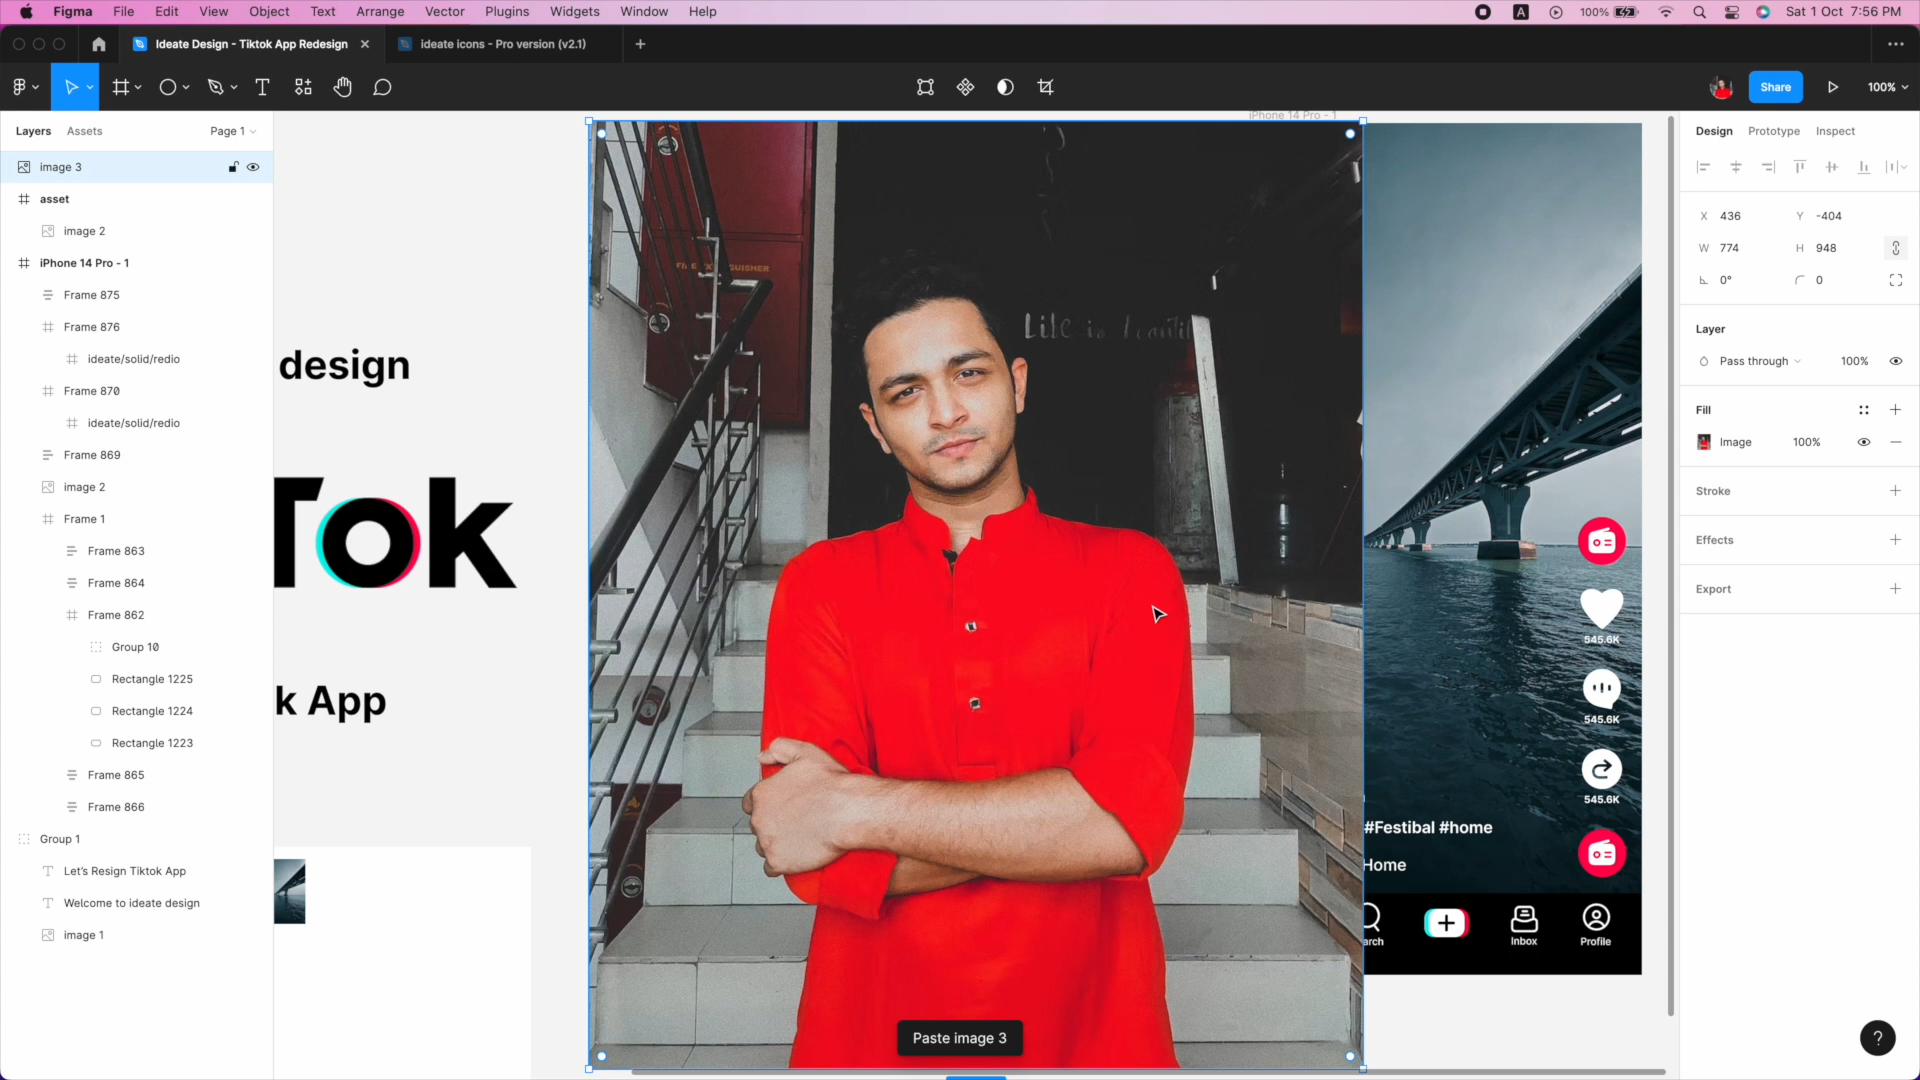 Figma File Edit View Object Text Arrange Vector Plugins Widgets Window Help
A 100% Sat 1 Oct 7:56 PM
Ideate Design - Tiktok App Redesign
ideate icons - Pro version (v2.1)
Share
100%
Layers Assets Page 1
image 3
asset
image 2
iPhone 14 Pro - 1
Frame 875
Frame 876
ideate/solid/redio
Frame 870
ideate/solid/redio
Frame 869
image 2
Frame 1
Frame 863
Frame 864
Frame 862
Group 10
Rectangle 1225
Rectangle 1224
Rectangle 1223
Frame 865
Frame 866
Group 1
Let's Resign Tiktok App
Welcome to ideate design
image 1
design
Tok
k App
iPhone 14 Pro - 1
Life is
Paste image 3
545.6K
545.6K
545.6K
#Festibal #home
Home
arch
Inbox
Profile
Design Prototype Inspect
X 436 Y -404
W 774 H 948
0° 0
Layer
Pass through 100%
Fill
Image 100%
Stroke
Effects
Export
?